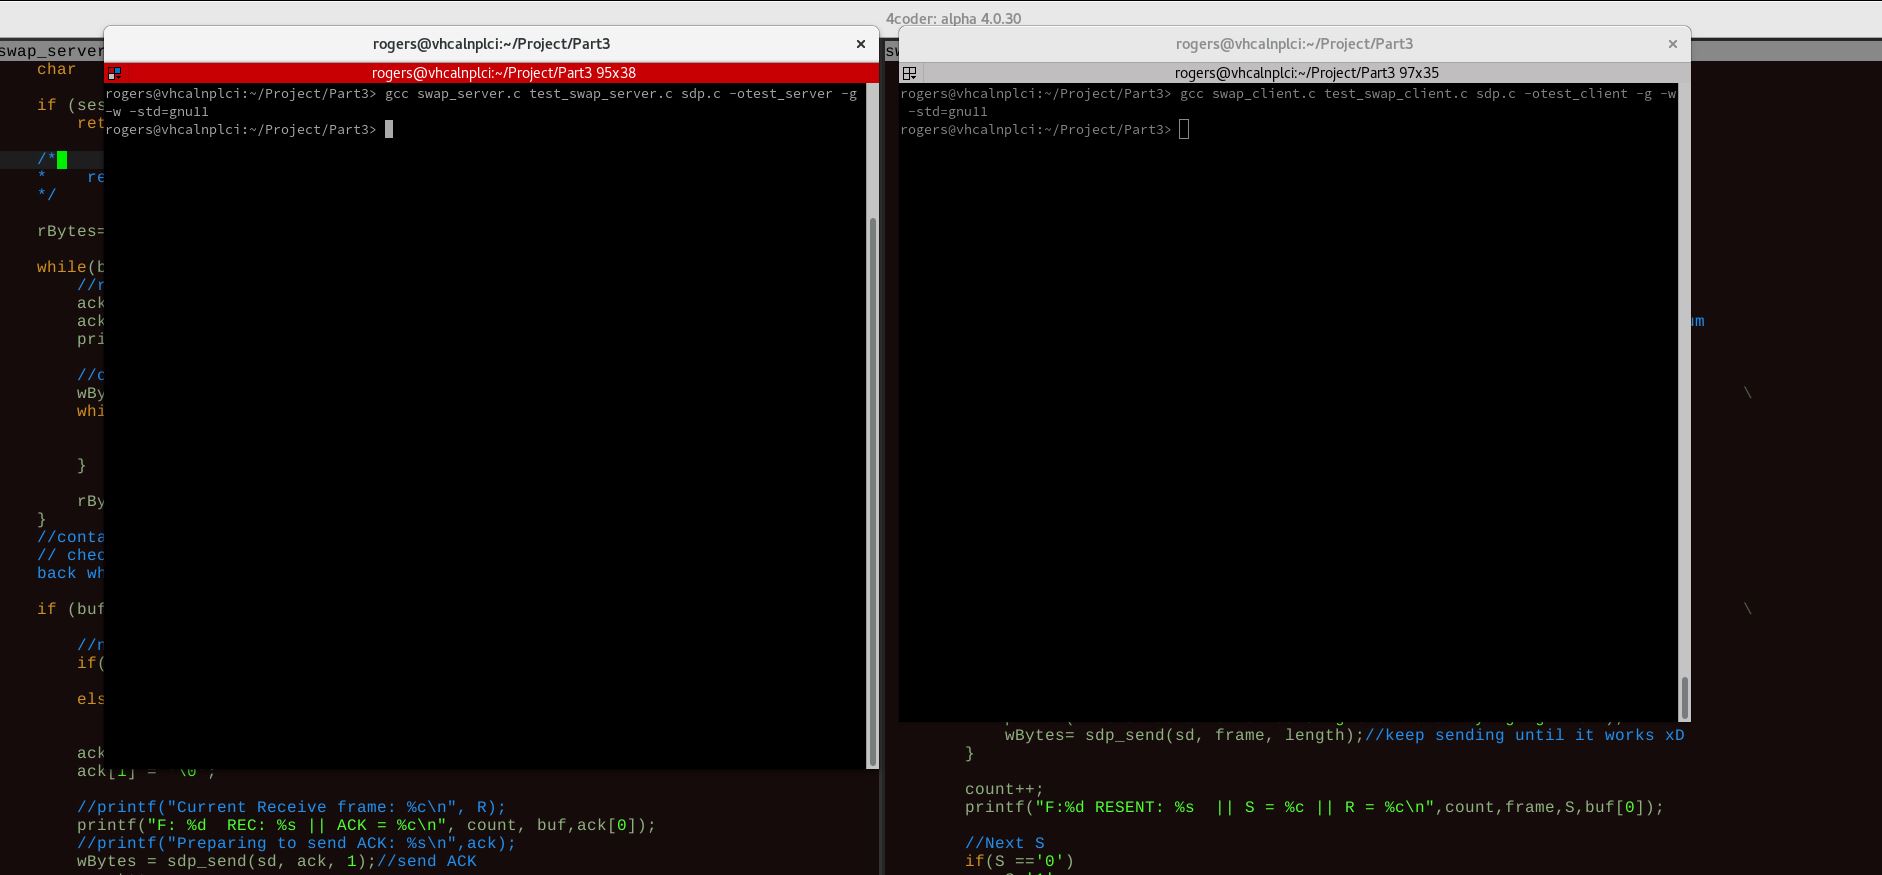 4coder: alpha 4.0.30
swap_server
char
if (ses
ret
/*
* re
*/
rBytes=
while(b
//r
ack
ack
pri
//c
wBy
whi
}
rBy
}
//conta
// chec
back wh
if (buf
//n
if(
els
ack
ack[1] = '\0';
//printf("Current Receive frame: %c\n", R);
printf("F: %d  REC: %s || ACK = %c\n", count, buf,ack[0]);
//printf("Preparing to send ACK: %s\n",ack);
wBytes = sdp_send(sd, ack, 1);//send ACK
rogers@vhcalnplci:~/Project/Part3
rogers@vhcalnplci:~/Project/Part3 95x38
rogers@vhcalnplci:~/Project/Part3> gcc swap_server.c test_swap_server.c sdp.c -otest_server -g
-w -std=gnull
rogers@vhcalnplci:~/Project/Part3>
rogers@vhcalnplci:~/Project/Part3
rogers@vhcalnplci:~/Project/Part3 97x35
rogers@vhcalnplci:~/Project/Part3> gcc swap_client.c test_swap_client.c sdp.c -otest_client -g -w
-std=gnull
rogers@vhcalnplci:~/Project/Part3>
um
\
\
wBytes= sdp_send(sd, frame, length);//keep sending until it works xD
}
count++;
printf("F:%d RESENT: %s  || S = %c || R = %c\n",count,frame,S,buf[0]);
//Next S
if(S =='0')